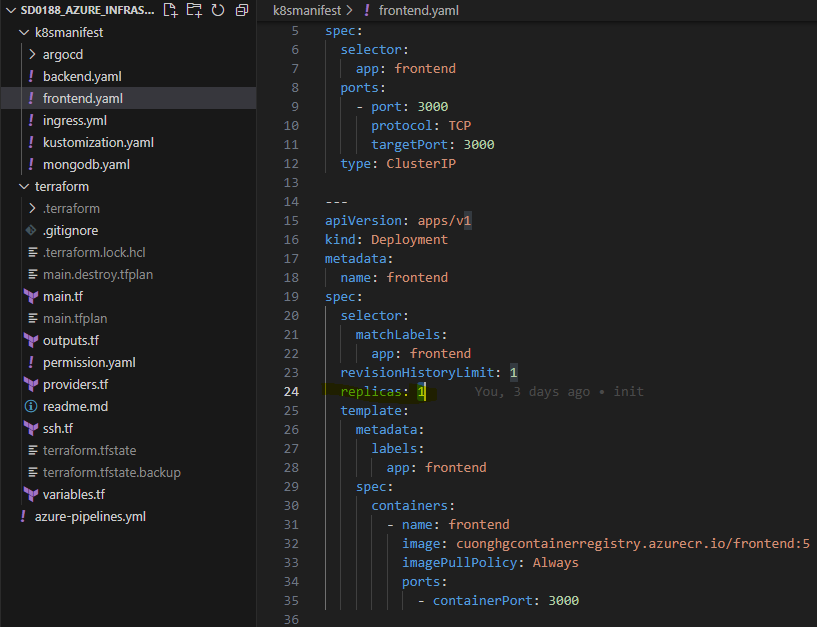 SD0188_AZURE_INFRAS...
k8smanifest
argocd
! backend.yaml
! frontend.yaml
! ingress.yml
! kustomization.yaml
! mongodb.yaml
terraform
.terraform
.gitignore
.terraform.lock.hcl
main.destroy.tfplan
main.tf
main.tfplan
outputs.tf
! permission.yaml
providers.tf
readme.md
ssh.tf
terraform.tfstate
terraform.tfstate.backup
variables.tf
! azure-pipelines.yml
k8smanifest > ! frontend.yaml
5 spec:
6 selector:
7 app: frontend
8 ports:
9 - port: 3000
10 protocol: TCP
11 targetPort: 3000
12 type: ClusterIP
13
14 ---
15 apiVersion: apps/v1
16 kind: Deployment
17 metadata:
18 name: frontend
19 spec:
20 selector:
21 matchLabels:
22 app: frontend
23 revisionHistoryLimit: 1
24 replicas: 1 You, 3 days ago • init
25 template:
26 metadata:
27 labels:
28 app: frontend
29 spec:
30 containers:
31 - name: frontend
32 image: cuonghgcontainerregistry.azurecr.io/frontend:5
33 imagePullPolicy: Always
34 ports:
35 - containerPort: 3000
36